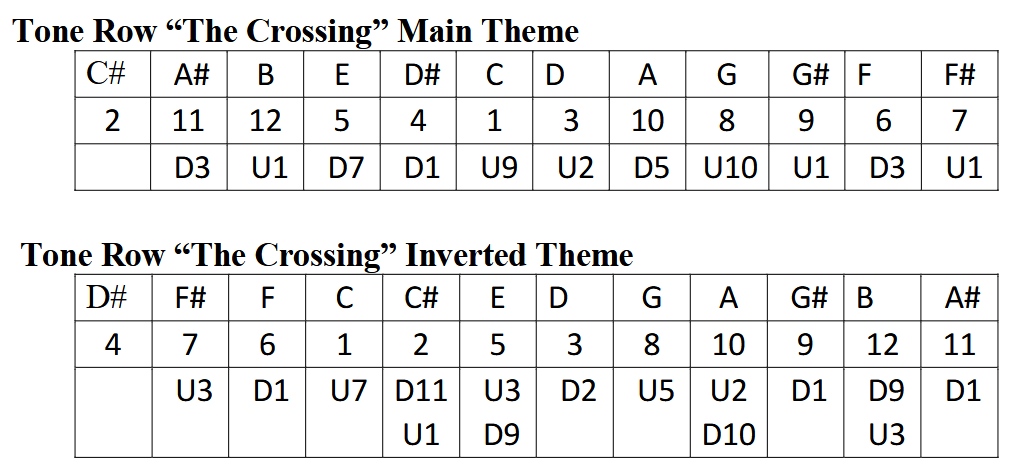 Tone Row “The Crossing” Main Theme
C# A# B E D# C D A G G# F F#
2 11 12 5 4 1 3 10 8 9 6 7
D3 U1 D7 D1 U9 U2 D5 U10 U1 D3 U1
Tone Row “The Crossing” Inverted Theme
D# F# F C C# E D G A G# B A#
4 7 6 1 2 5 3 8 10 9 12 11
U3 D1 U7 D11 U3 D2 U5 U2 D1 D9 D1
U1 D9 D10 U3